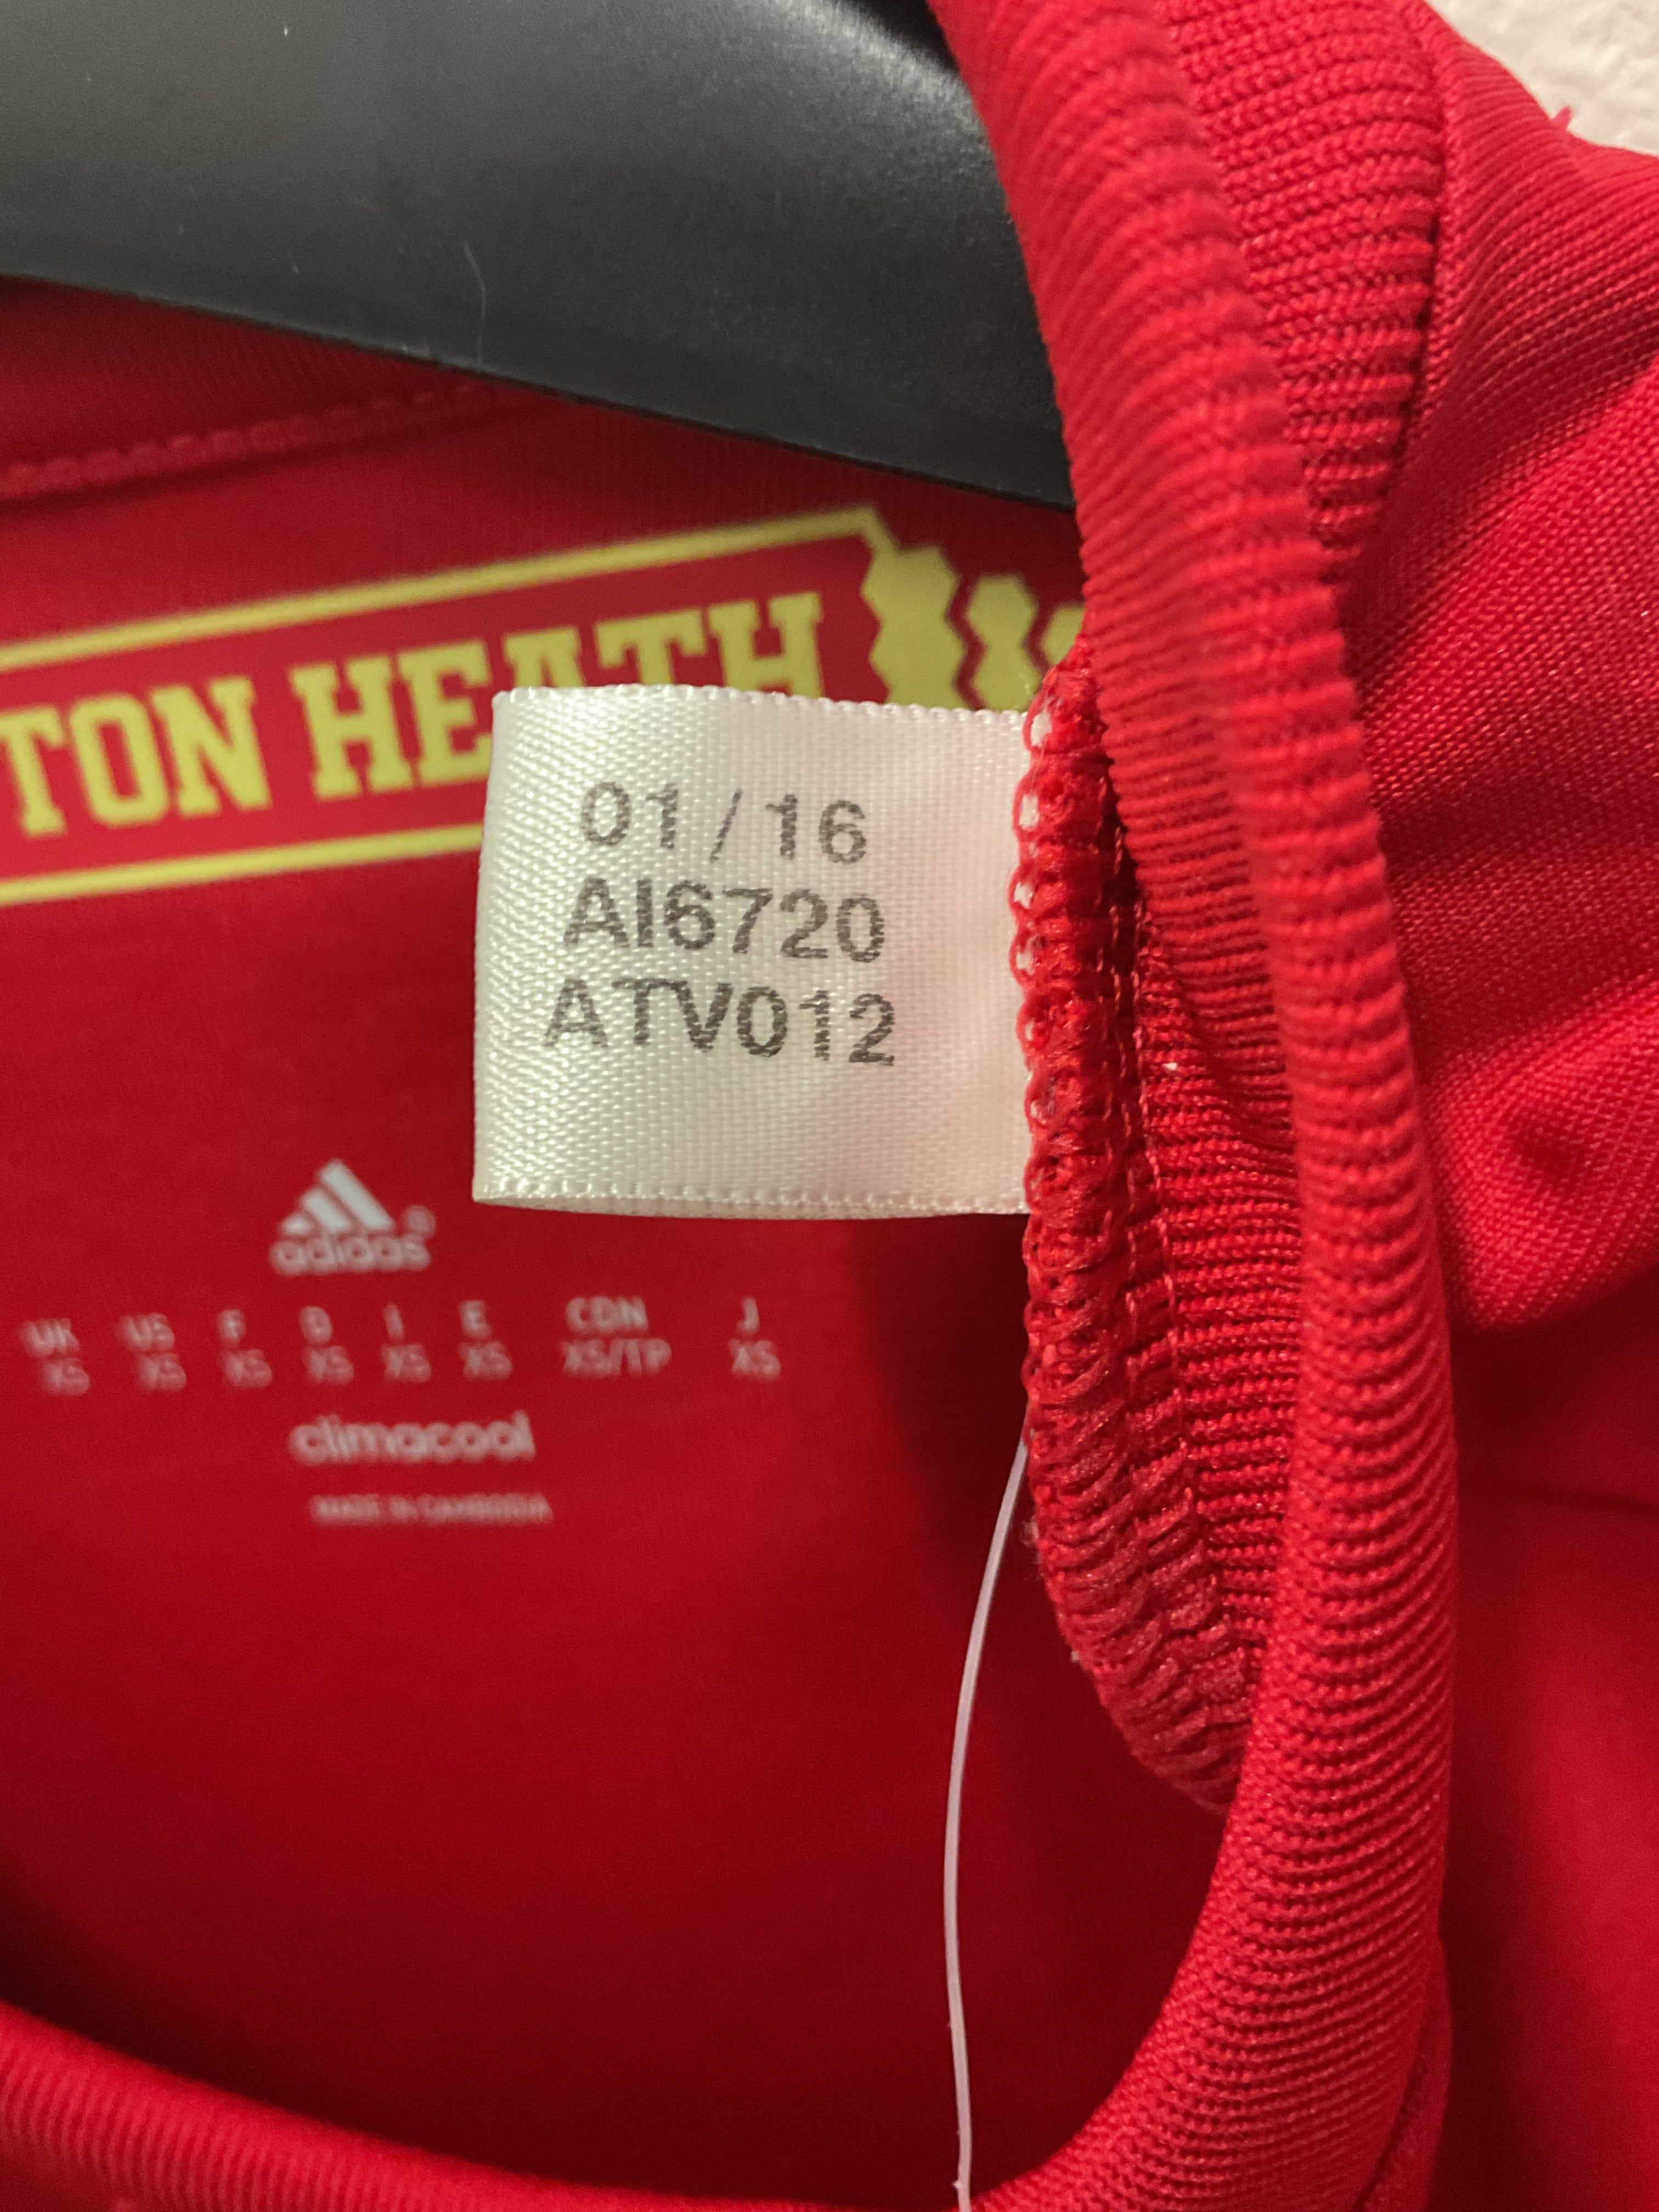 TON HEATH
01/16
AI6720
ATV012
adidas®
UK US F D I E CDN J
XS XS XS XS XS XS XS/TP XS
climacool
MADE IN CAMBODIA